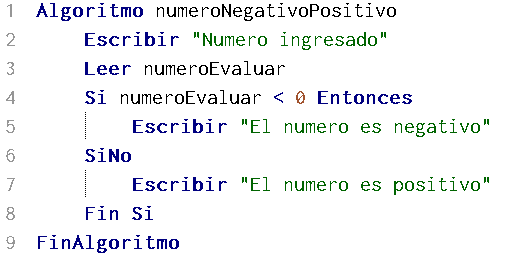 1 Algoritmo numeroNegativoPositivo
2 Escribir "Numero ingresado"
3 Leer numeroEvaluar
4 Si numeroEvaluar < 0 Entonces
5 Escribir "El numero es negativo"
6 SiNo
7 Escribir "El numero es positivo"
8 Fin Si
9 FinAlgoritmo